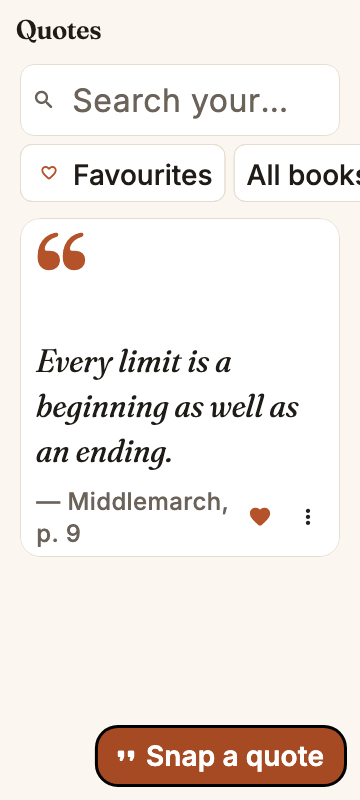 Quotes
Search your...
Favourites
All books
“
Every limit is a
beginning as well as
an ending.
— Middlemarch,
p. 9
Snap a quote